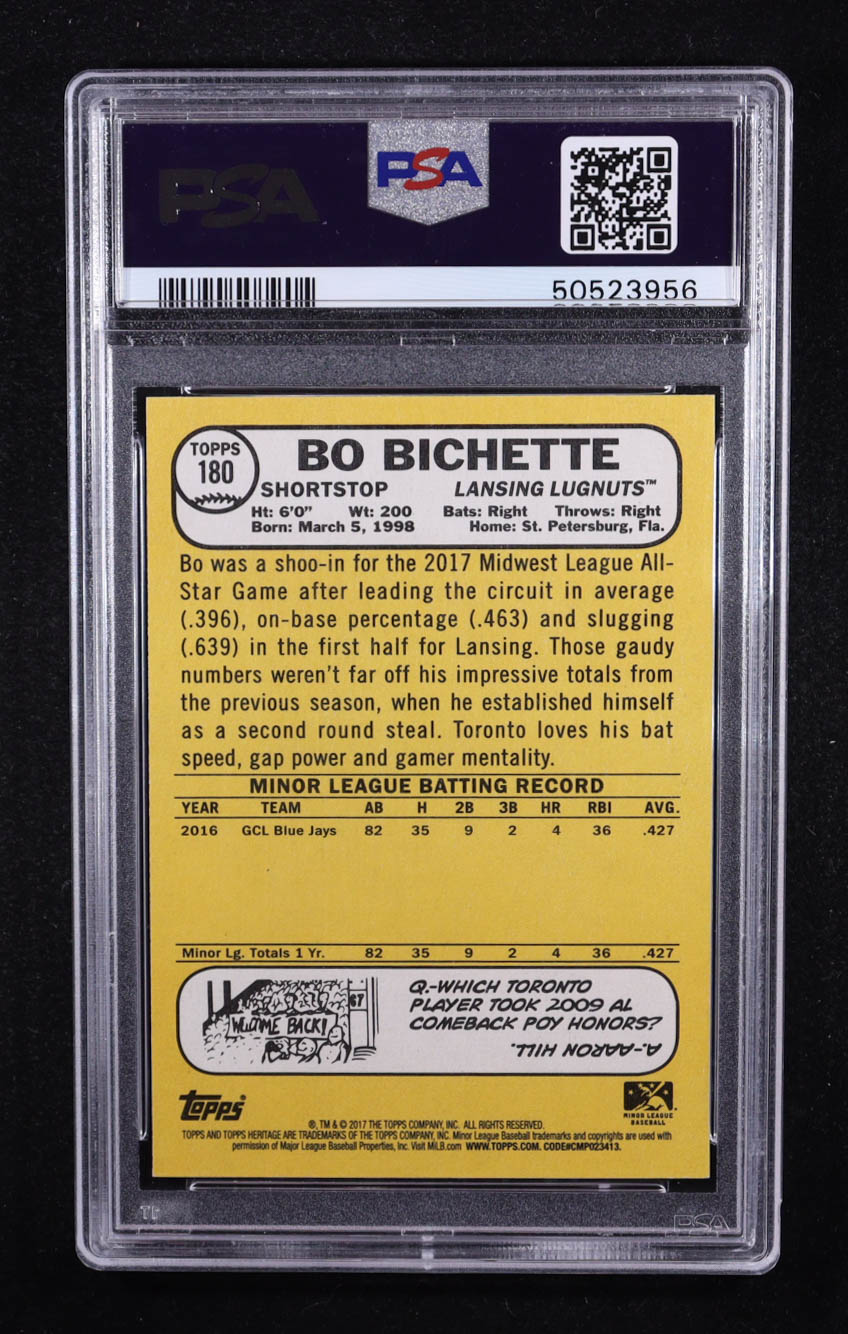 PSA
PSA
50523956
TOPPS
180
BO BICHETTE
SHORTSTOP LANSING LUGNUTS™
Ht: 6'0" Wt: 200 Bats: Right Throws: Right
Born: March 5, 1998 Home: St. Petersburg, Fla.
Bo was a shoo-in for the 2017 Midwest League All-
Star Game after leading the circuit in average
(.396), on-base percentage (.463) and slugging
(.639) in the first half for Lansing. Those gaudy
numbers weren't far off his impressive totals from
the previous season, when he established himself
as a second round steal. Toronto loves his bat
speed, gap power and gamer mentality.
MINOR LEAGUE BATTING RECORD
YEAR TEAM AB H 2B 3B HR RBI AVG.
2016 GCL Blue Jays 82 35 9 2 4 36 .427
Minor Lg. Totals 1 Yr. 82 35 9 2 4 36 .427
67
WELCOME BACK!
Q.-WHICH TORONTO
PLAYER TOOK 2009 AL
COMEBACK POY HONORS?
A.-AARON HILL.
Topps
MINOR LEAGUE
BASEBALL
®, TM & © 2017 THE TOPPS COMPANY, INC. ALL RIGHTS RESERVED.
TOPPS AND TOPPS HERITAGE ARE TRADEMARKS OF THE TOPPS COMPANY, INC. Minor League Baseball trademarks and copyrights are used with
permission of Major League Baseball Properties, Inc. Visit MiLB.com WWW.TOPPS.COM. CODE#CMP023413.
PSA